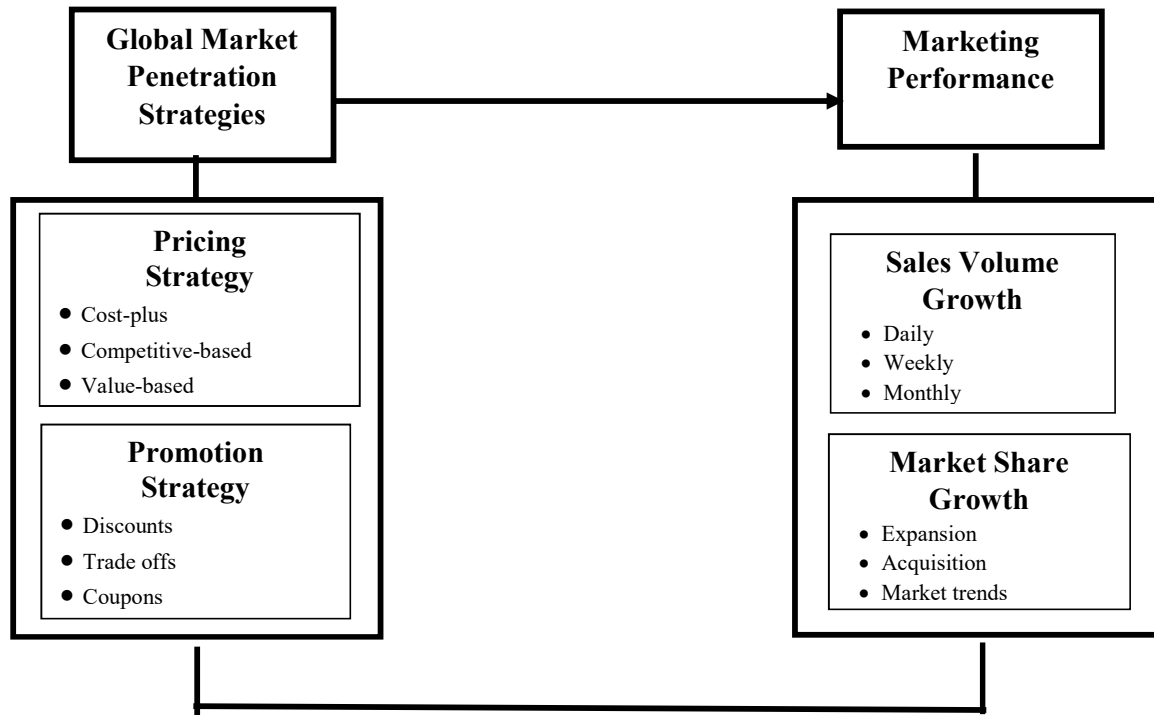 Global Market
Penetration
Strategies
Marketing
Performance
Pricing
Strategy
● Cost-plus
● Competitive-based
● Value-based
Promotion
Strategy
● Discounts
● Trade offs
● Coupons
Sales Volume
Growth
• Daily
• Weekly
• Monthly
Market Share
Growth
• Expansion
• Acquisition
• Market trends